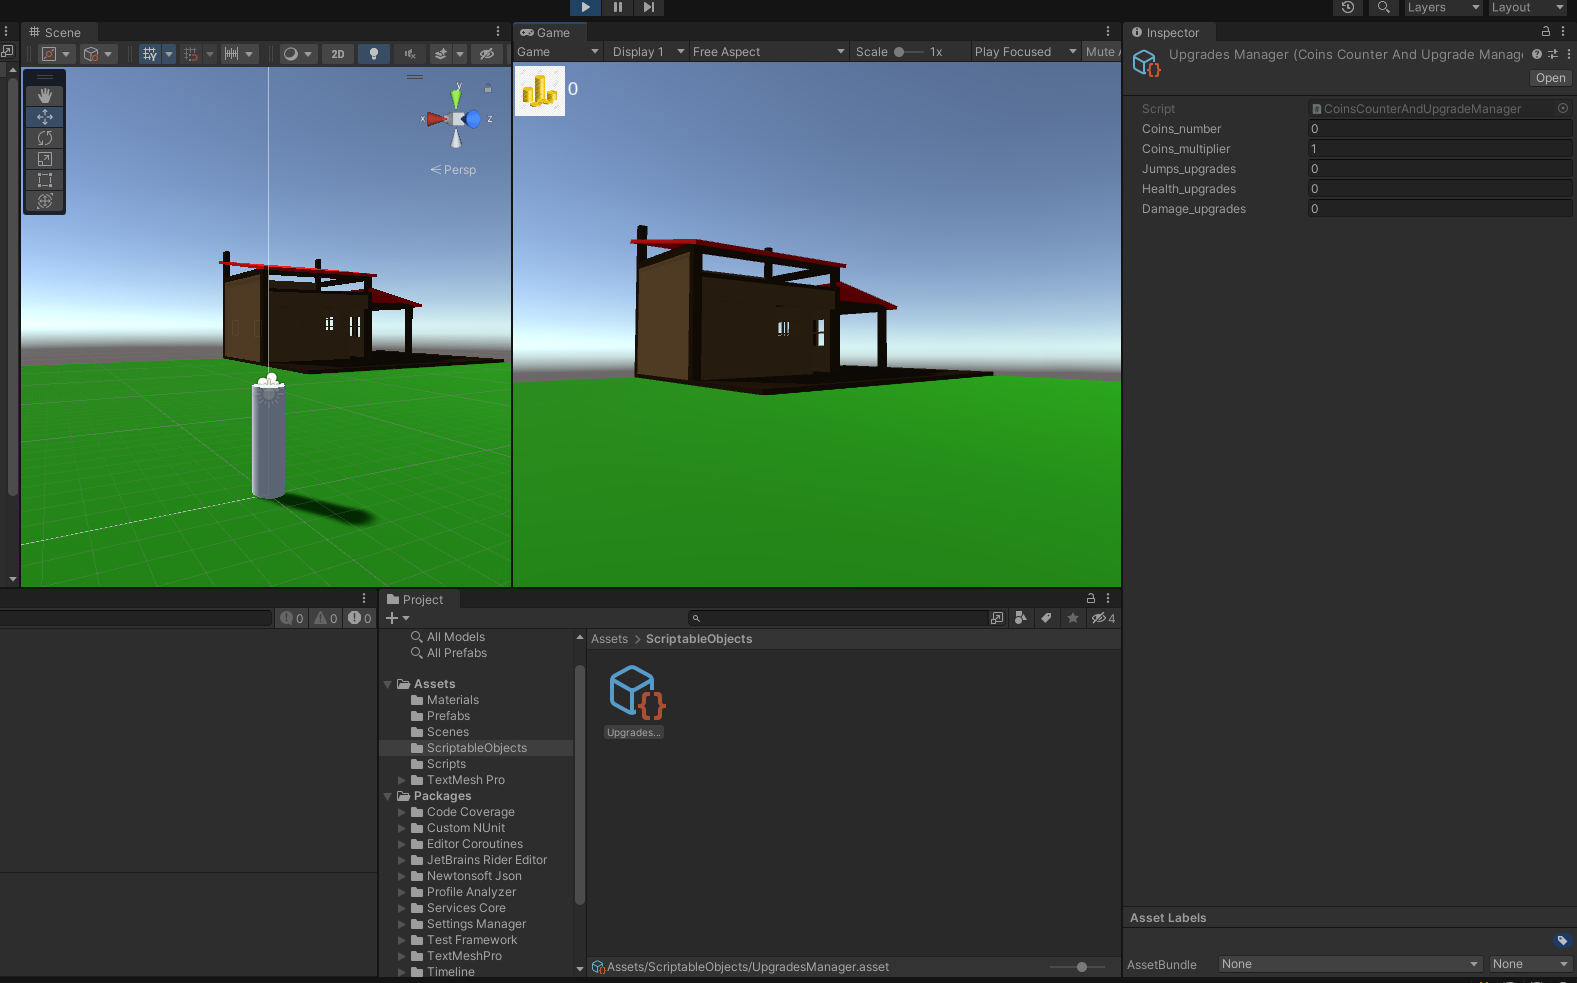 Layers
Layout
Scene
Game
Inspector
2D
Game
Display 1
Free Aspect
Scale
1x
Play Focused
Mute A
Upgrades Manager (Coins Counter And Upgrade Manag
Open
y
x
z
< Persp
0
Script
CoinsCounterAndUpgradeManager
Coins_number
0
Coins_multiplier
1
Jumps_upgrades
0
Health_upgrades
0
Damage_upgrades
0
0
0
0
Project
4
All Models
All Prefabs
Assets
Materials
Prefabs
Scenes
ScriptableObjects
Scripts
TextMesh Pro
Packages
Code Coverage
Custom NUnit
Editor Coroutines
JetBrains Rider Editor
Newtonsoft Json
Profile Analyzer
Services Core
Settings Manager
Test Framework
TextMeshPro
Timeline
Assets > ScriptableObjects
Upgrades...
Assets/ScriptableObjects/UpgradesManager.asset
Asset Labels
AssetBundle
None
None